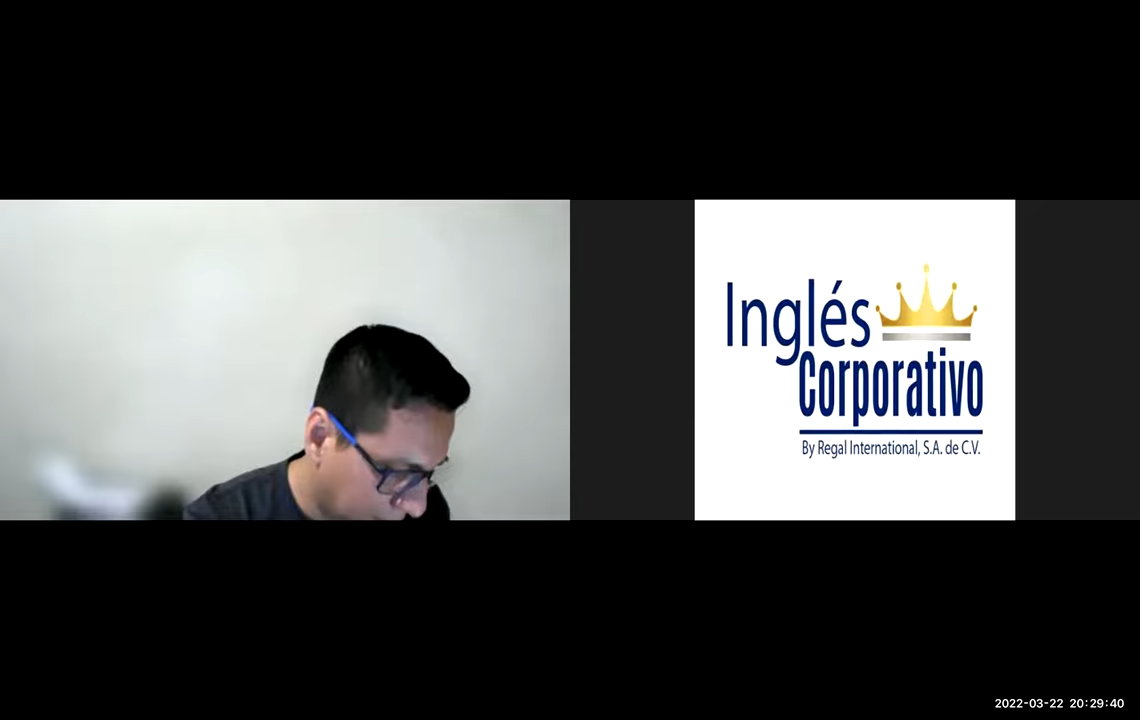 Inglés
Corporativo
By Regal International, S.A. de C.V.
2022-03-22 20:29:40